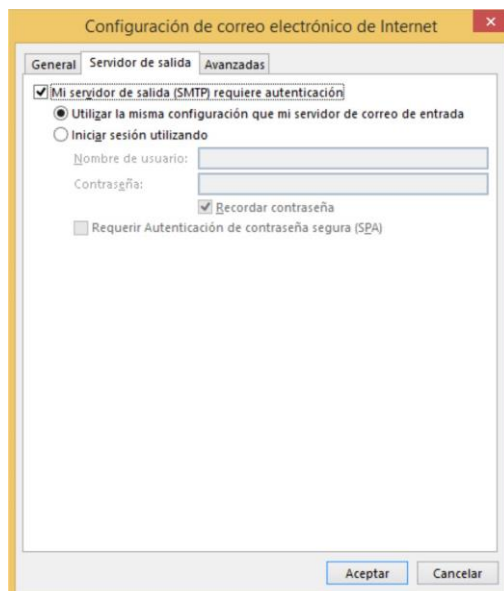 Configuración de correo electrónico de Internet
General Servidor de salida Avanzadas
Mi servidor de salida (SMTP) requiere autenticación
Utilizar la misma configuración que mi servidor de correo de entrada
Iniciar sesión utilizando
Nombre de usuario:
Contraseña:
Recordar contraseña
Requerir Autenticación de contraseña segura (SPA)
Aceptar Cancelar